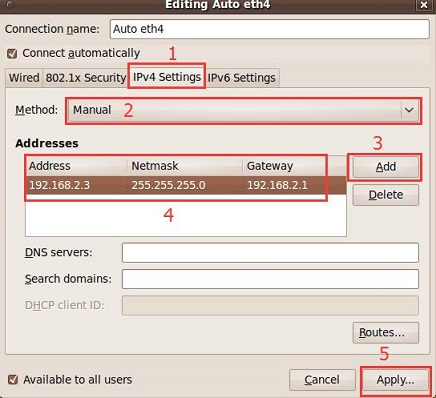 Editing Auto eth4
Connection name: Auto eth4
Connect automatically
1
Wired 802.1x Security IPv4 Settings IPv6 Settings
Method: Manual 2
Addresses
3
Address Netmask Gateway Add
192.168.2.3 255.255.255.0 192.168.2.1
Delete
4
DNS servers:
Search domains:
DHCP client ID:
Routes...
5
Available to all users Cancel Apply...